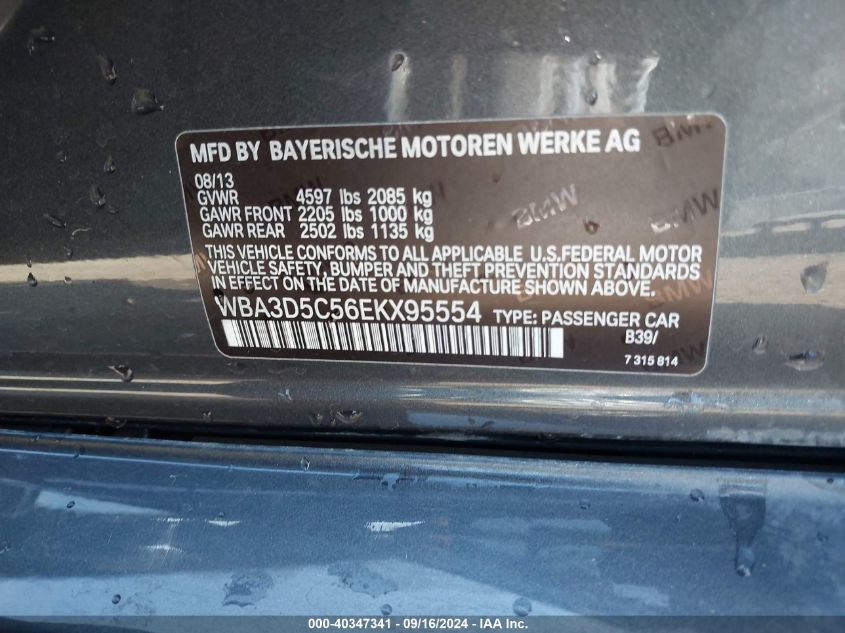 MFD BY BAYERISCHE MOTOREN WERKE AG
08/13
GVWR 4597 lbs 2085 kg
GAWR FRONT 2205 lbs 1000 kg
GAWR REAR 2502 lbs 1135 kg
THIS VEHICLE CONFORMS TO ALL APPLICABLE U.S.FEDERAL MOTOR
VEHICLE SAFETY, BUMPER AND THEFT PREVENTION STANDARDS
IN EFFECT ON THE DATE OF MANUFACTURE SHOWN ABOVE.
WBA3D5C56EKX95554 TYPE: PASSENGER CAR
B39/
7 315 814
BMW
BMW
BMW
000-40347341 - 09/16/2024 - IAA Inc.